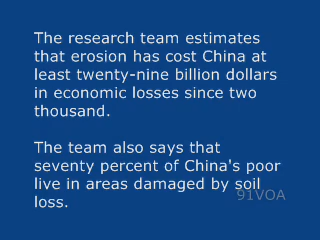 The research team estimates
that erosion has cost China at
least twenty-nine billion dollars
in economic losses since two
thousand.
The team also says that
seventy percent of China's poor
live in areas damaged by soil
loss.
91VOA